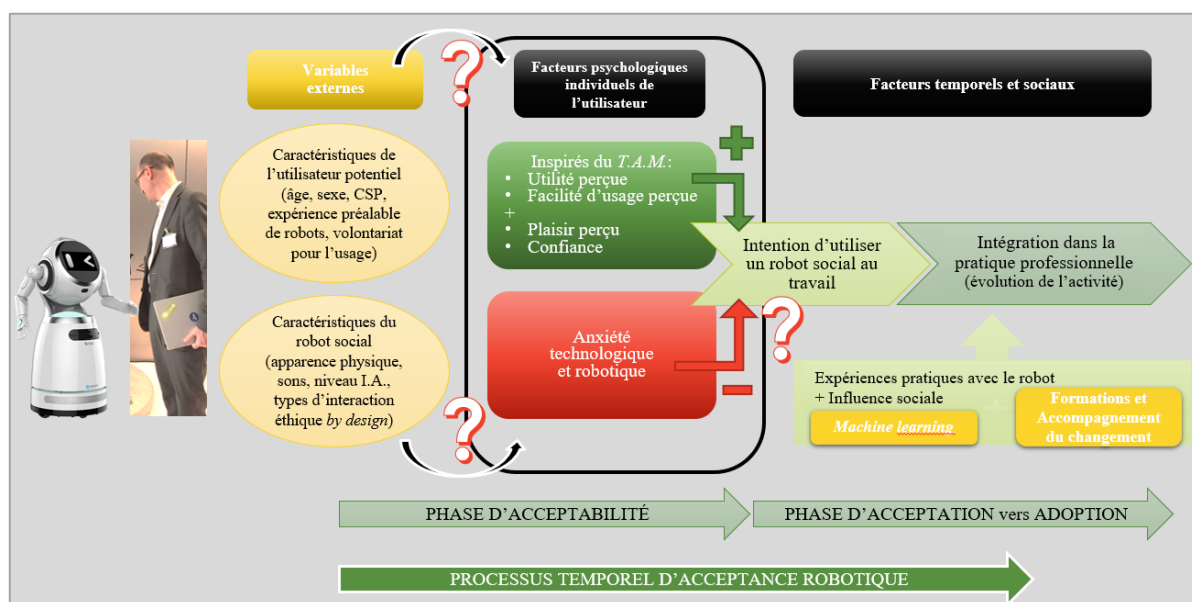 Variables
externes
?
Facteurs psychologiques
individuels de
l'utilisateur
Facteurs temporels et sociaux
Caractéristiques de
l'utilisateur potentiel
(âge, sexe, CSP,
expérience préalable
de robots, volontariat
pour l'usage)
Inspirés du T.A.M.:
• Utilité perçue
• Facilité d'usage perçue
+
• Plaisir perçu
• Confiance
Intention d'utiliser
un robot social au
travail
Intégration dans la
pratique professionnelle
(évolution de l'activité)
Caractéristiques du
robot social
(apparence physique,
sons, niveau I.A.,
types d'interaction
éthique by design)
?
Anxiété
technologique
et robotique
?
Expériences pratiques avec le robot
+ Influence sociale
Machine learning
Formations et
Accompagnement
du changement
PHASE D'ACCEPTABILITÉ
PHASE D'ACCEPTATION vers ADOPTION
PROCESSUS TEMPOREL D'ACCEPTANCE ROBOTIQUE